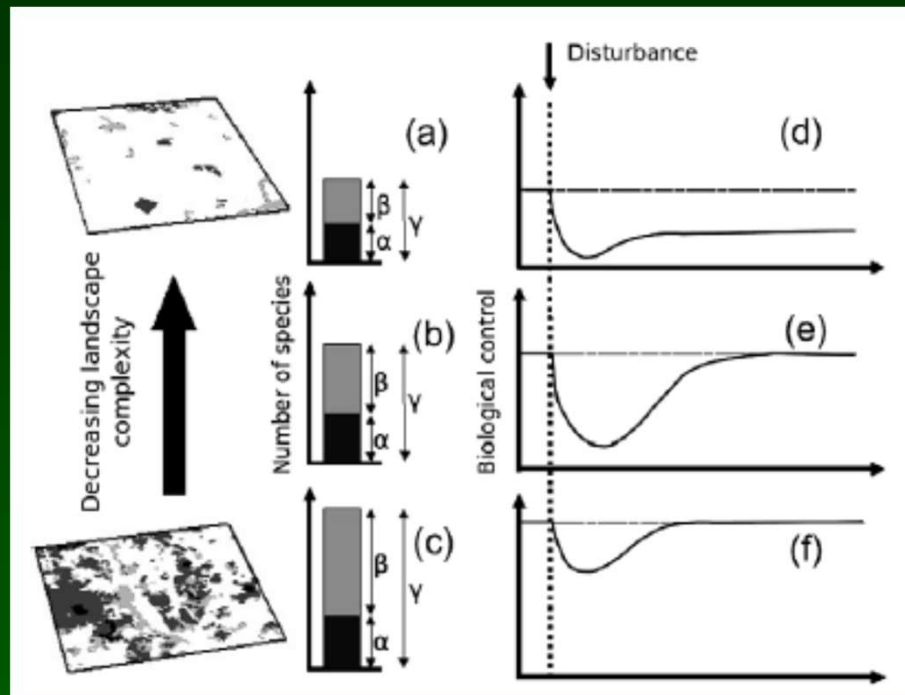 Disturbance
(a)
β
α
γ
(d)
Decreasing landscape
complexity
Number of species
(b)
β
α
γ
Biological control
(e)
(c)
β
α
γ
(f)